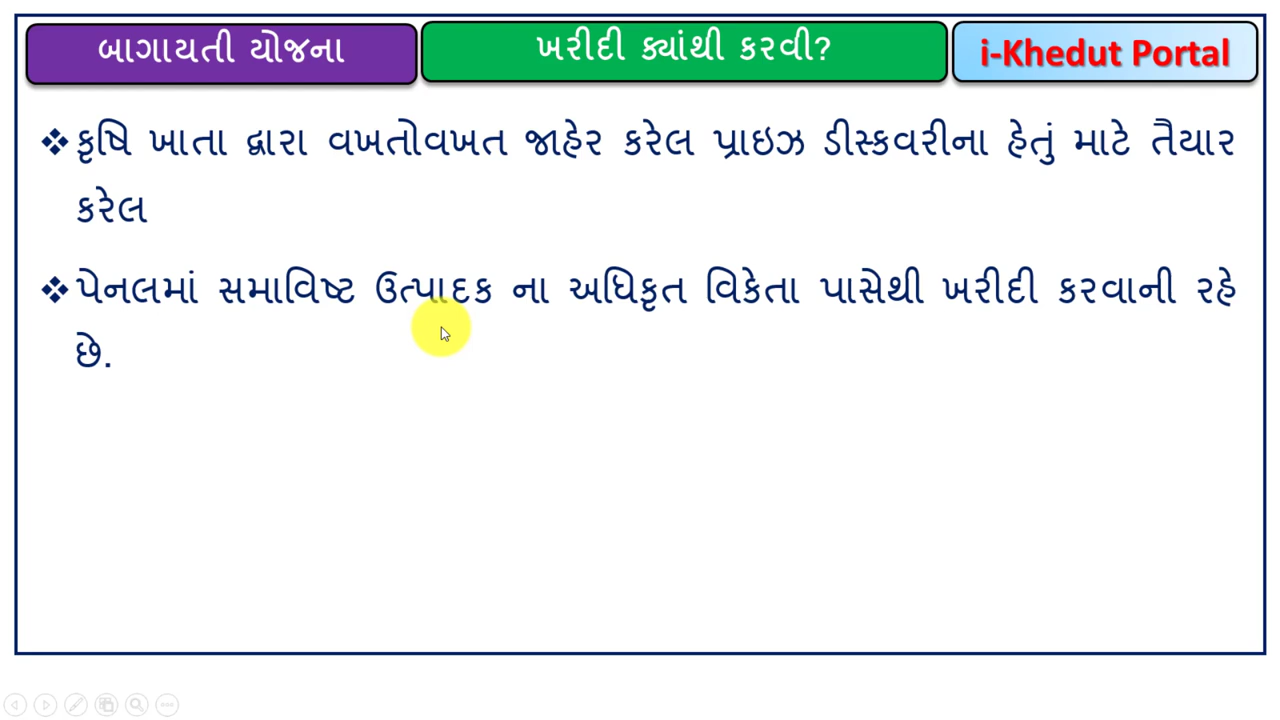 બાગાયતી યોજના
ખરીદી ક્યાંથી કરવી?
i-Khedut Portal
❖ કૃષિ ખાતા દ્વારા વખતોવખત જાહેર કરેલ પ્રાઇઝ ડીસ્કવરીના હેતું માટે તૈયાર
કરેલ
❖ પેનલમાં સમાવિષ્ટ ઉત્પાદક ના અધિકૃત વિકેતા પાસેથી ખરીદી કરવાની રહે
છે.